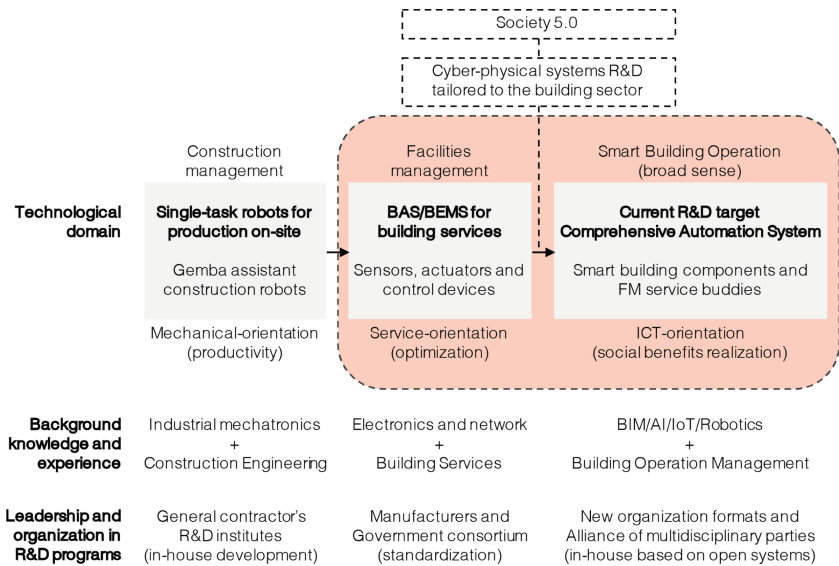 Society 5.0
Cyber-physical systems R&D
tailored to the building sector
Construction
management
Facilities
management
Smart Building Operation
(broad sense)
Technological
domain
Single-task robots for
production on-site
Gemba assistant
construction robots
BAS/BEMS for
building services
Sensors, actuators and
control devices
Current R&D target
Comprehensive Automation System
Smart building components and
FM service buddies
Mechanical-orientation
(productivity)
Service-orientation
(optimization)
ICT-orientation
(social benefits realization)
Background
knowledge and
experience
Industrial mechatronics
+
Construction Engineering
Electronics and network
+
Building Services
BIM/AI/IoT/Robotics
+
Building Operation Management
Leadership and
organization in
R&D programs
General contractor's
R&D institutes
(in-house development)
Manufacturers and
Government consortium
(standardization)
New organization formats and
Alliance of multidisciplinary parties
(in-house based on open systems)